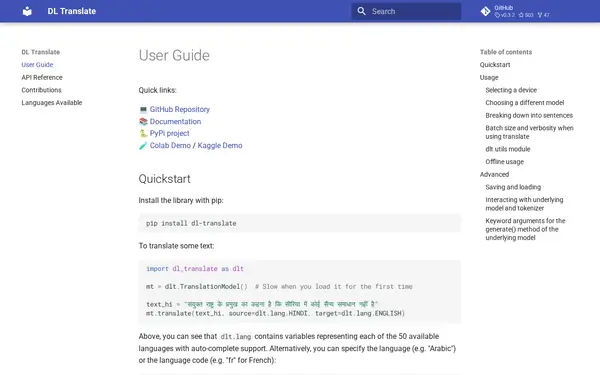 DL Translate
Search
GitHub
v0.3.2 503 47
DL Translate
User Guide
API Reference
Contributions
Languages Available
User Guide
Quick links:
💻 GitHub Repository
📚 Documentation
🐍 PyPi project
🧪 Colab Demo / Kaggle Demo
Quickstart
Install the library with pip:
pip install dl-translate
To translate some text:
import dl_translate as dlt
mt = dlt.TranslationModel()  # Slow when you load it for the first time
text_hi = "संयुक्त राष्ट्र के प्रमुख का कहना है कि सीरिया में कोई सैन्य समाधान नहीं है"
mt.translate(text_hi, source=dlt.lang.HINDI, target=dlt.lang.ENGLISH)
Above, you can see that dlt.lang contains variables representing each of the 50 available
languages with auto-complete support. Alternatively, you can specify the language (e.g. "Arabic")
or the language code (e.g. "fr" for French):
Table of contents
Quickstart
Usage
Selecting a device
Choosing a different model
Breaking down into sentences
Batch size and verbosity when
using translate
dlt.utils module
Offline usage
Advanced
Saving and loading
Interacting with underlying
model and tokenizer
Keyword arguments for the
generate() method of the
underlying model